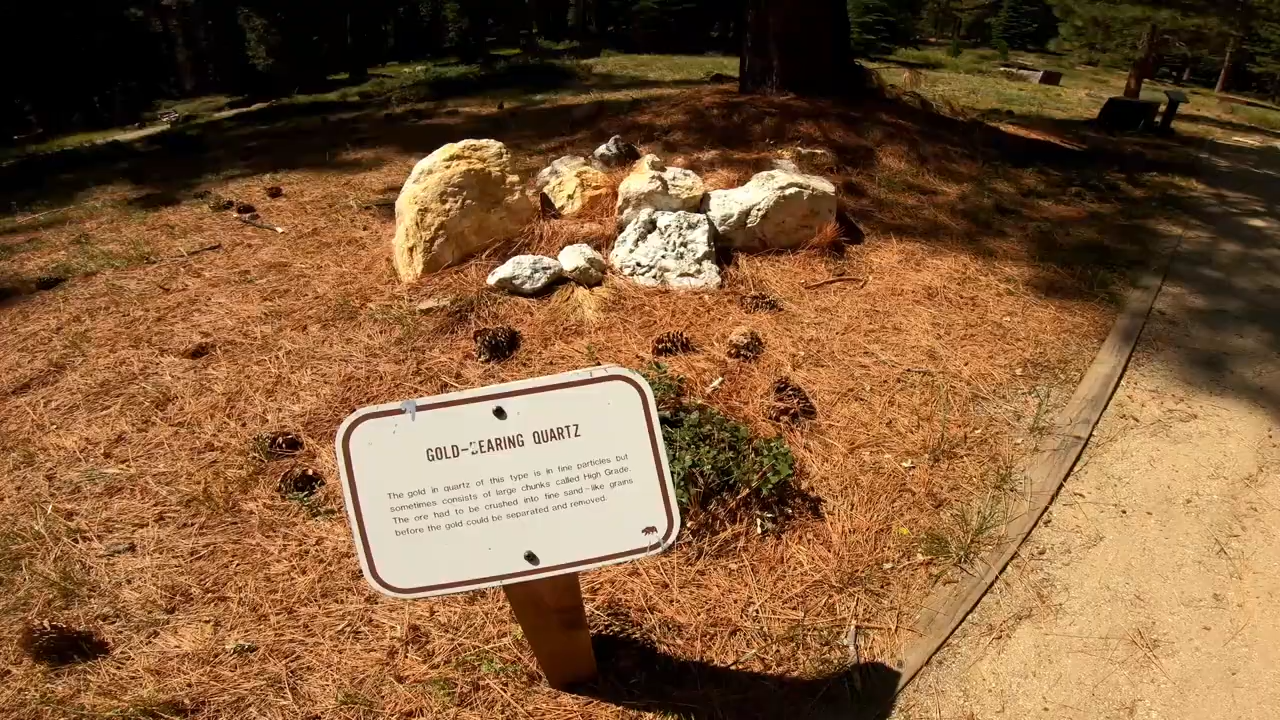 GOLD-BEARING QUARTZ
The gold in quartz of this type is in fine particles but
sometimes consists of large chunks called High Grade.
The ore had to be crushed into fine sand-like grains
before the gold could be separated and removed.